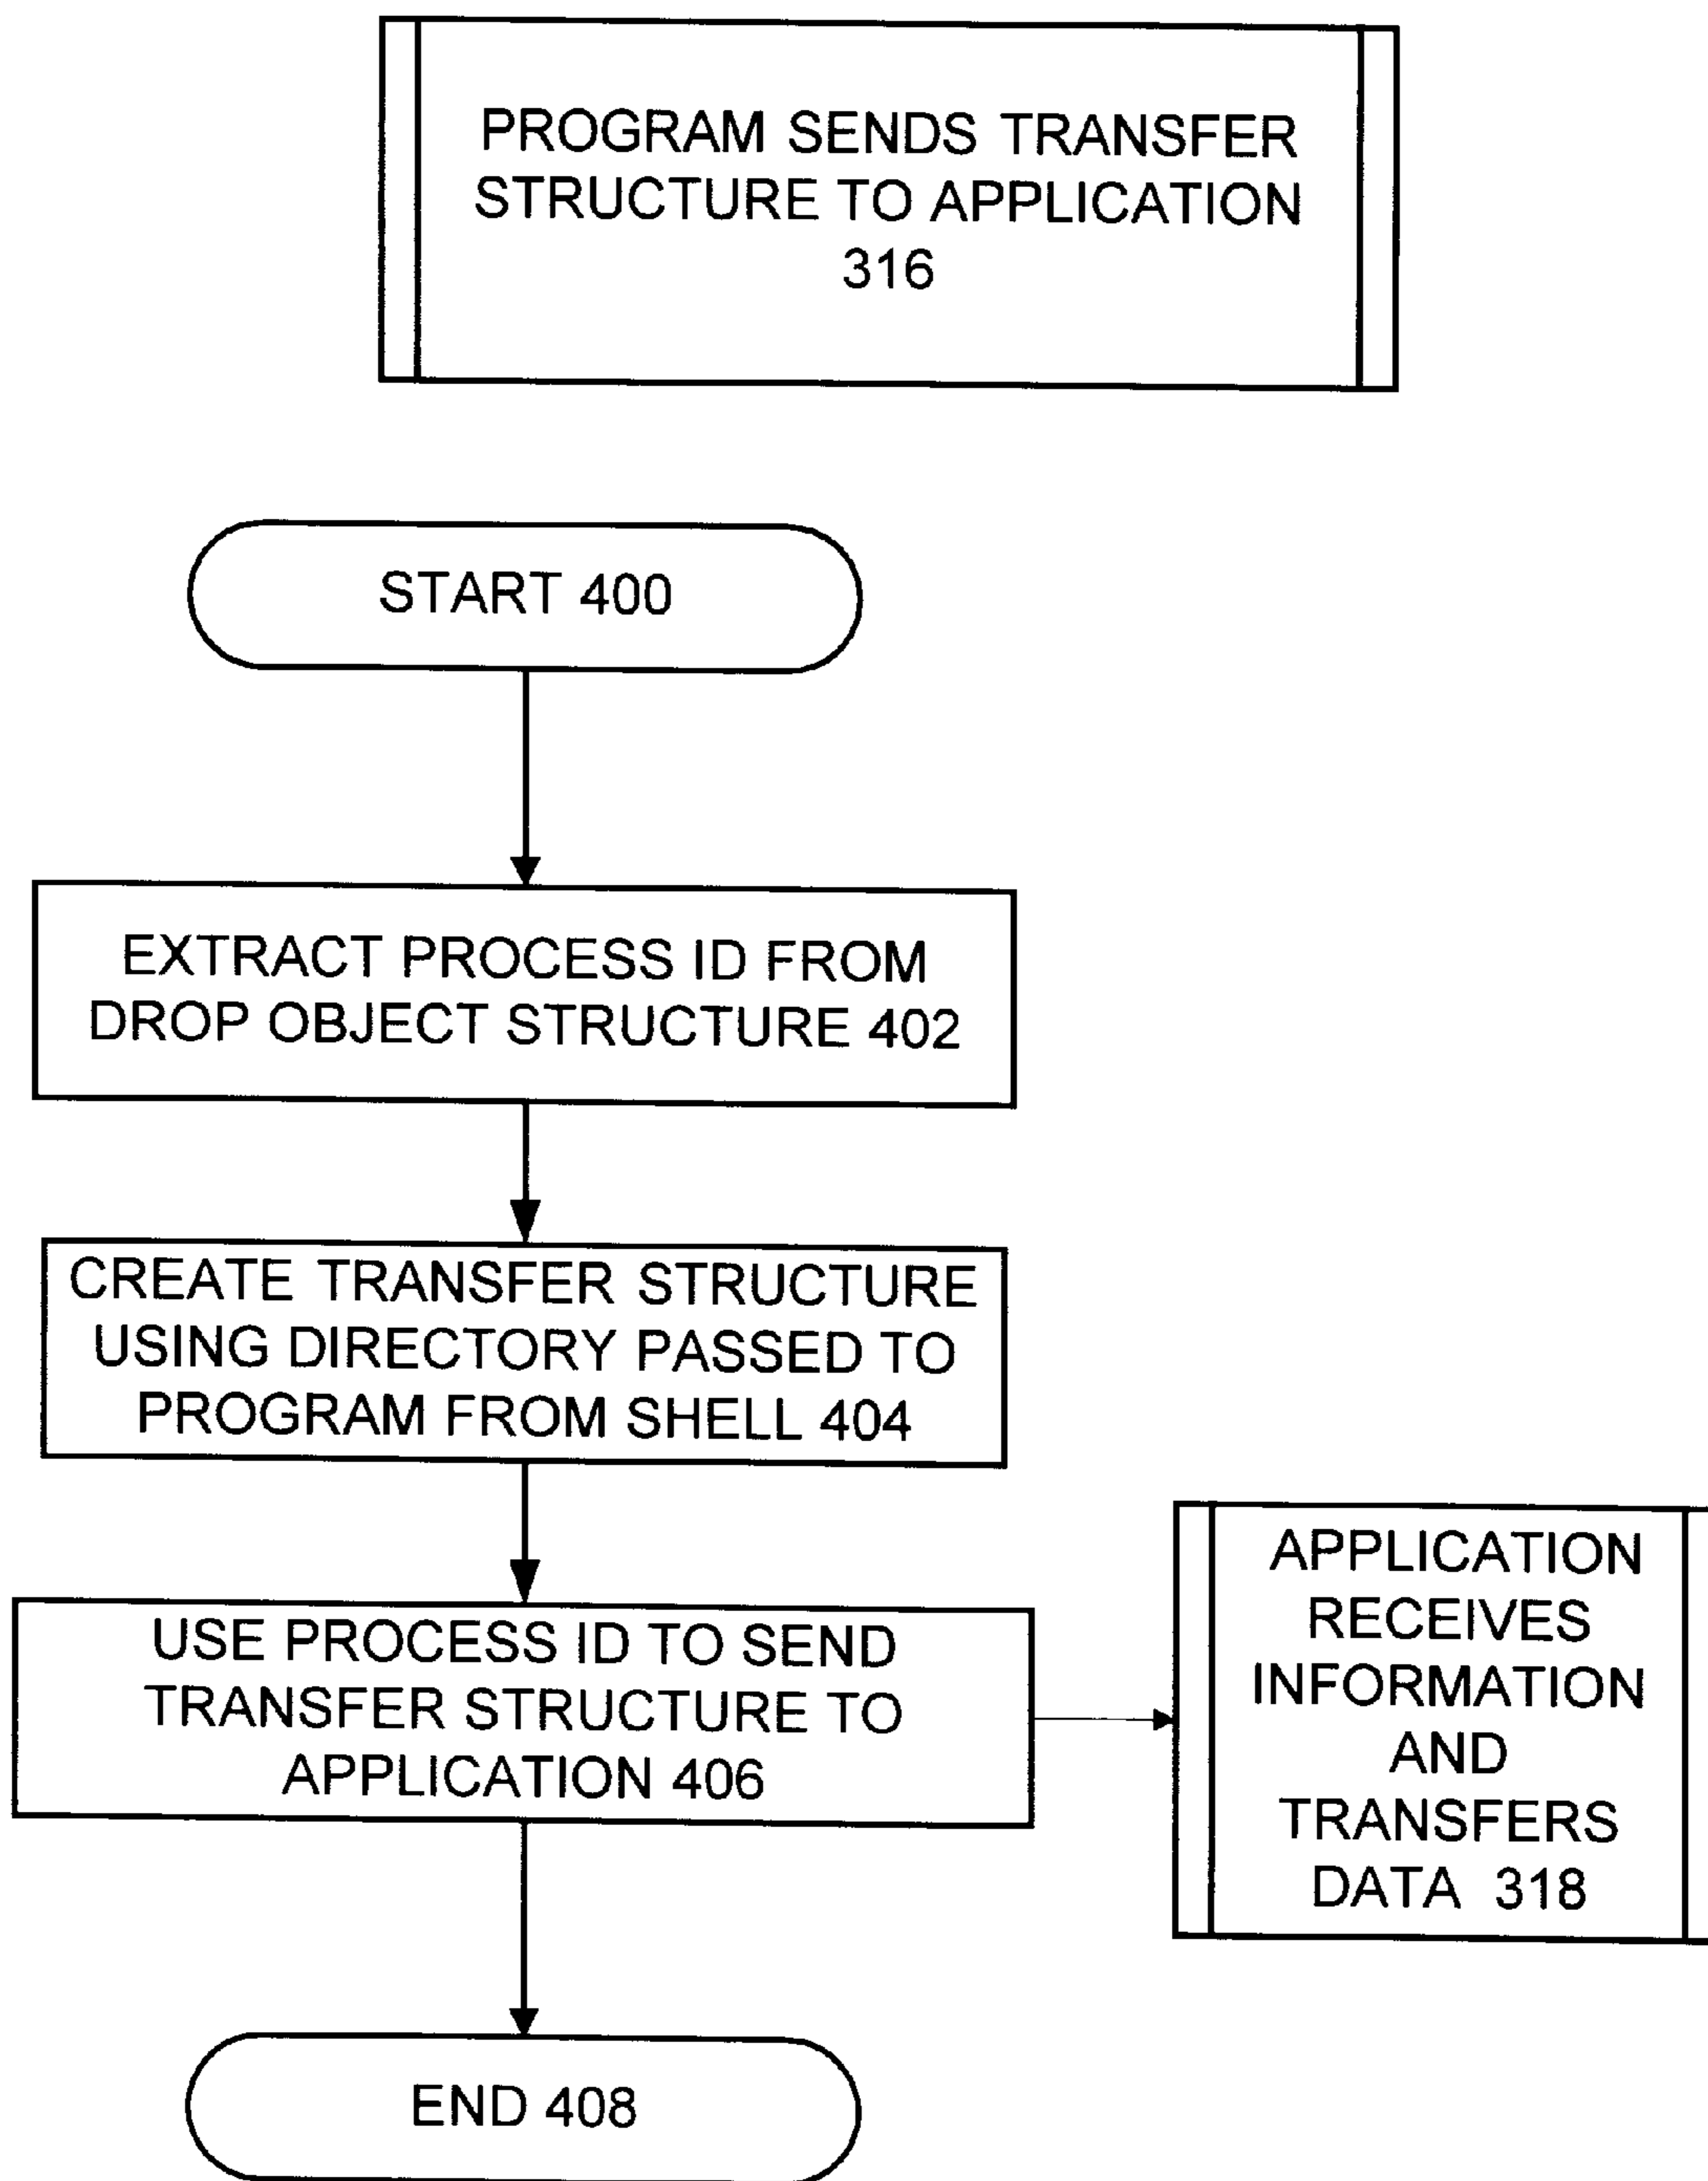 PROGRAM SENDS TRANSFER
STRUCTURE TO APPLICATION
316
START 400
EXTRACT PROCESS ID FROM
DROP OBJECT STRUCTURE 402
CREATE TRANSFER STRUCTURE
USING DIRECTORY PASSED TO
PROGRAM FROM SHELL 404
USE PROCESS ID TO SEND
TRANSFER STRUCTURE TO
APPLICATION 406
APPLICATION
RECEIVES
INFORMATION
AND
TRANSFERS
DATA 318
END 408